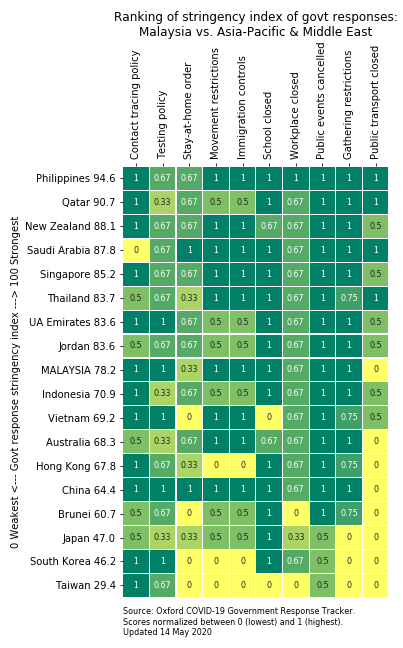 Ranking of stringency index of govt responses:
Malaysia vs. Asia-Pacific & Middle East
Contact tracing policy
Testing policy
Stay-at-home order
Movement restrictions
Immigration controls
School closed
Workplace closed
Public events cancelled
Gathering restrictions
Public transport closed
0 Weakest <--- Govt response stringency index ---> 100 Strongest
Philippines 94.6 1 0.67 0.67 1 1 1 1 1 1 1
Qatar 90.7 1 0.33 0.67 0.5 0.5 1 0.67 1 1 1
New Zealand 88.1 1 0.67 0.67 1 1 0.67 0.67 1 1 0.5
Saudi Arabia 87.8 0 0.67 1 1 1 1 0.67 1 1 1
Singapore 85.2 1 0.67 0.67 1 1 1 0.67 1 1 0.5
Thailand 83.7 0.5 0.67 0.33 1 1 1 0.67 1 0.75 1
UA Emirates 83.6 1 1 0.67 0.5 0.5 1 0.67 1 1 0.5
Jordan 83.6 0.5 0.67 0.67 0.5 0.5 1 0.67 1 1 0.5
MALAYSIA 78.2 1 1 0.33 1 1 1 0.67 1 1 0
Indonesia 70.9 1 0.33 0.67 0.5 0.5 1 0.67 1 1 0.5
Vietnam 69.2 1 1 0 1 1 0 0.67 1 0.75 0.5
Australia 68.3 0.5 0.33 0.67 1 1 0.67 0.67 1 1 0
Hong Kong 67.8 1 0.67 0.33 0 0 1 0.67 1 0.75 0
China 64.4 1 1 1 1 1 1 0.67 1 1 0
Brunei 60.7 0.5 0.67 0 0.5 0.5 1 0 1 0.75 0
Japan 47.0 0.5 0.33 0.33 0.5 0.5 1 0.33 0.5 0 0
South Korea 46.2 1 1 0 0 0 1 0.67 0.5 0 0
Taiwan 29.4 1 0.67 0 0 0 0 0 0.5 0 0
Source: Oxford COVID-19 Government Response Tracker.
Scores normalized between 0 (lowest) and 1 (highest).
Updated 14 May 2020